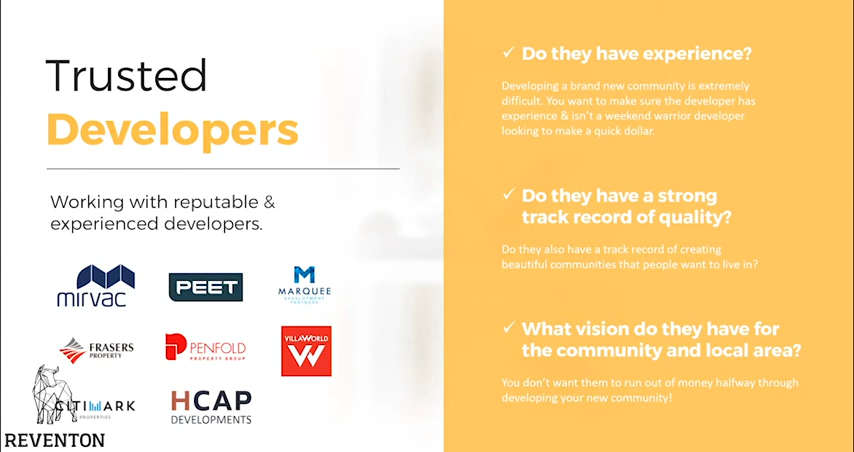 Trusted
Developers
Working with reputable &
experienced developers.
mirvac
PEET
MARQUEE
DEVELOPMENT
PARTNERS
FRASERS
PROPERTY
PENFOLD
PROPERTY GROUP
VILLAWORLD
CITIMARK
PROPERTIES
HCAP
DEVELOPMENTS
REVENTON
Do they have experience?
Developing a brand new community is extremely
difficult. You want to make sure the developer has
experience & isn't a weekend warrior developer
looking to make a quick dollar.
Do they have a strong
track record of quality?
Do they also have a track record of creating
beautiful communities that people want to live in?
What vision do they have for
the community and local area?
You don't want them to run out of money halfway through
developing your new community!